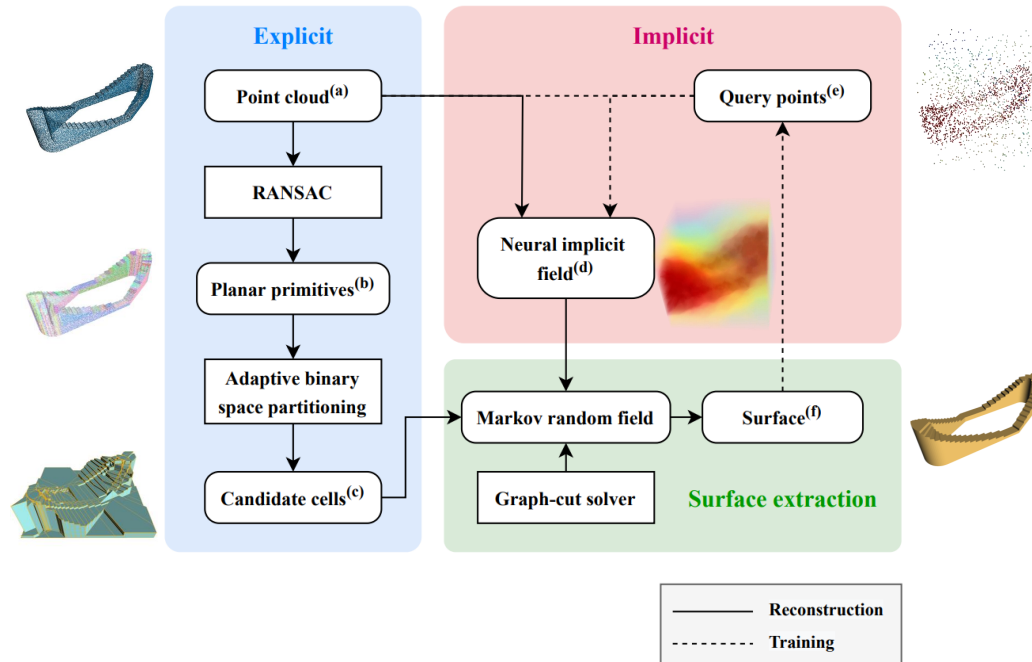 Explicit
Implicit
Point cloud(a)
Query points(e)
RANSAC
Neural implicit
field(d)
Planar primitives(b)
Adaptive binary
space partitioning
Markov random field
Surface(f)
Candidate cells(c)
Graph-cut solver
Surface extraction
Reconstruction
Training